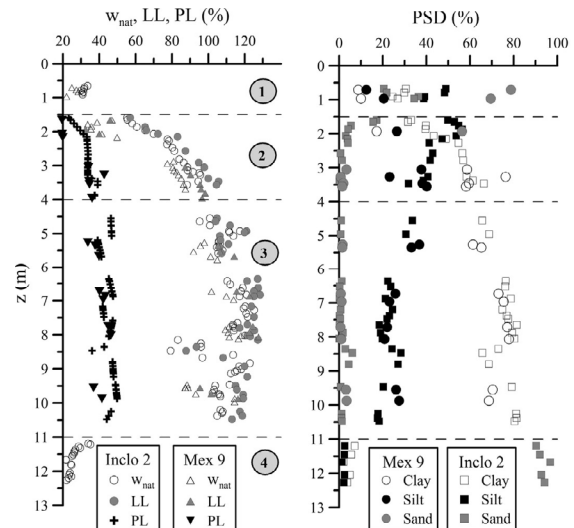 w_nat, LL, PL (%)
20 40 60 80 100 120
0
1
2
3
4
5
6
7
8
9
10
11
12
13
z (m)
1
2
3
4
Inclo 2
w_nat
LL
PL
Mex 9
w_nat
LL
PL
PSD
0 20 40 60 80 100
0
1
2
3
4
5
6
7
8
9
10
11
12
13
Mex 9
Clay
Silt
Sand
Inclo 2
Clay
Silt
Sand